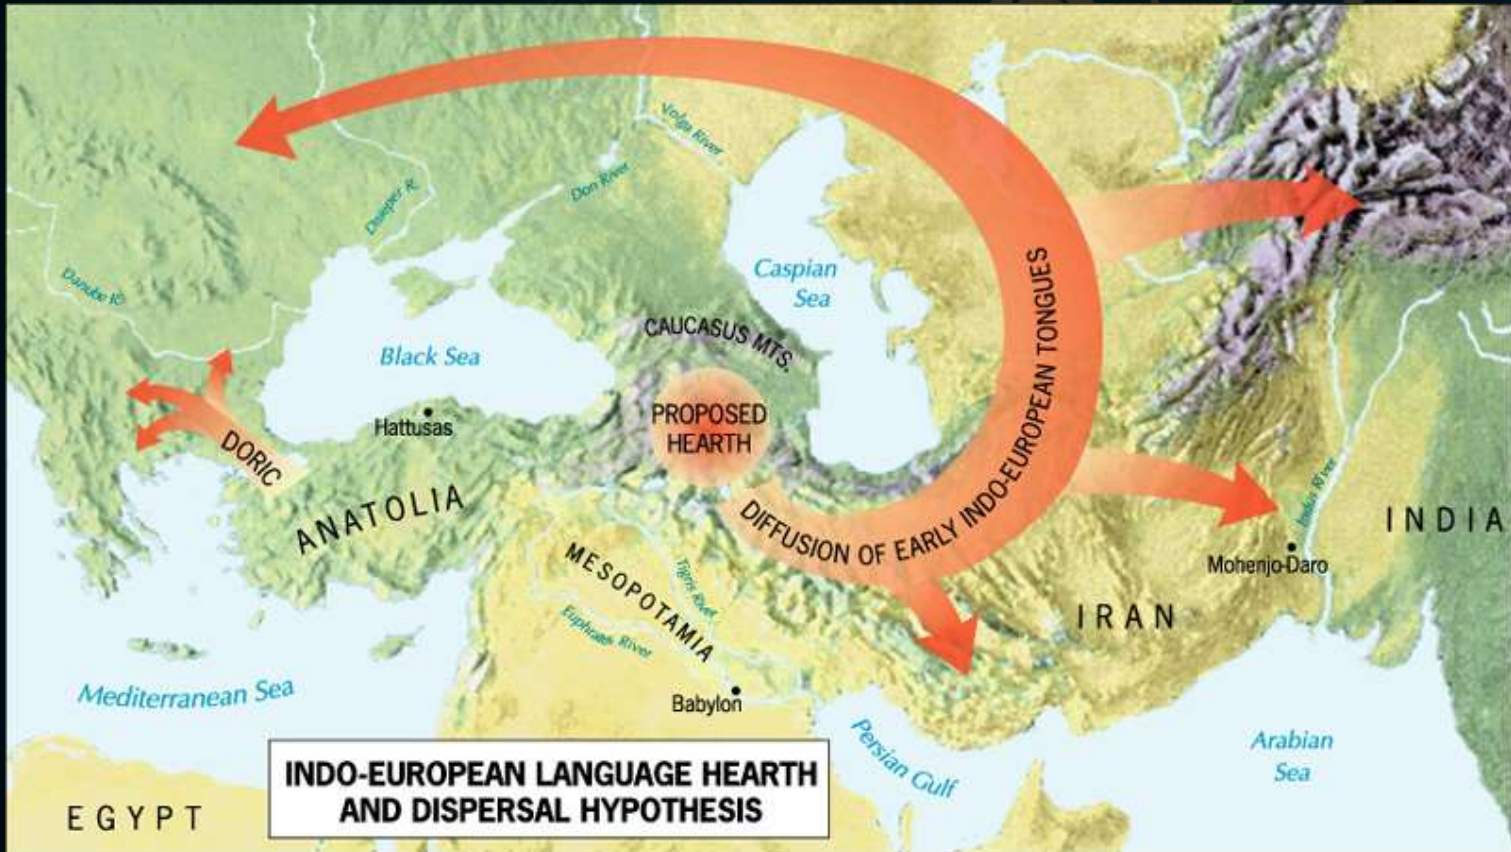 Volga River
Don River
Dnieper R.
Danube R.
Caspian
Sea
CAUCASUS MTS.
Black Sea
Hattusas
PROPOSED
HEARTH
DORIC
ANATOLIA
DIFFUSION OF EARLY INDO-EUROPEAN TONGUES
Indus River
INDIA
MESOPOTAMIA
Tigris River
Euphrates River
Mohenjo-Daro
IRAN
Mediterranean Sea
Babylon
Persian Gulf
Arabian
Sea
INDO-EUROPEAN LANGUAGE HEARTH
AND DISPERSAL HYPOTHESIS
EGYPT